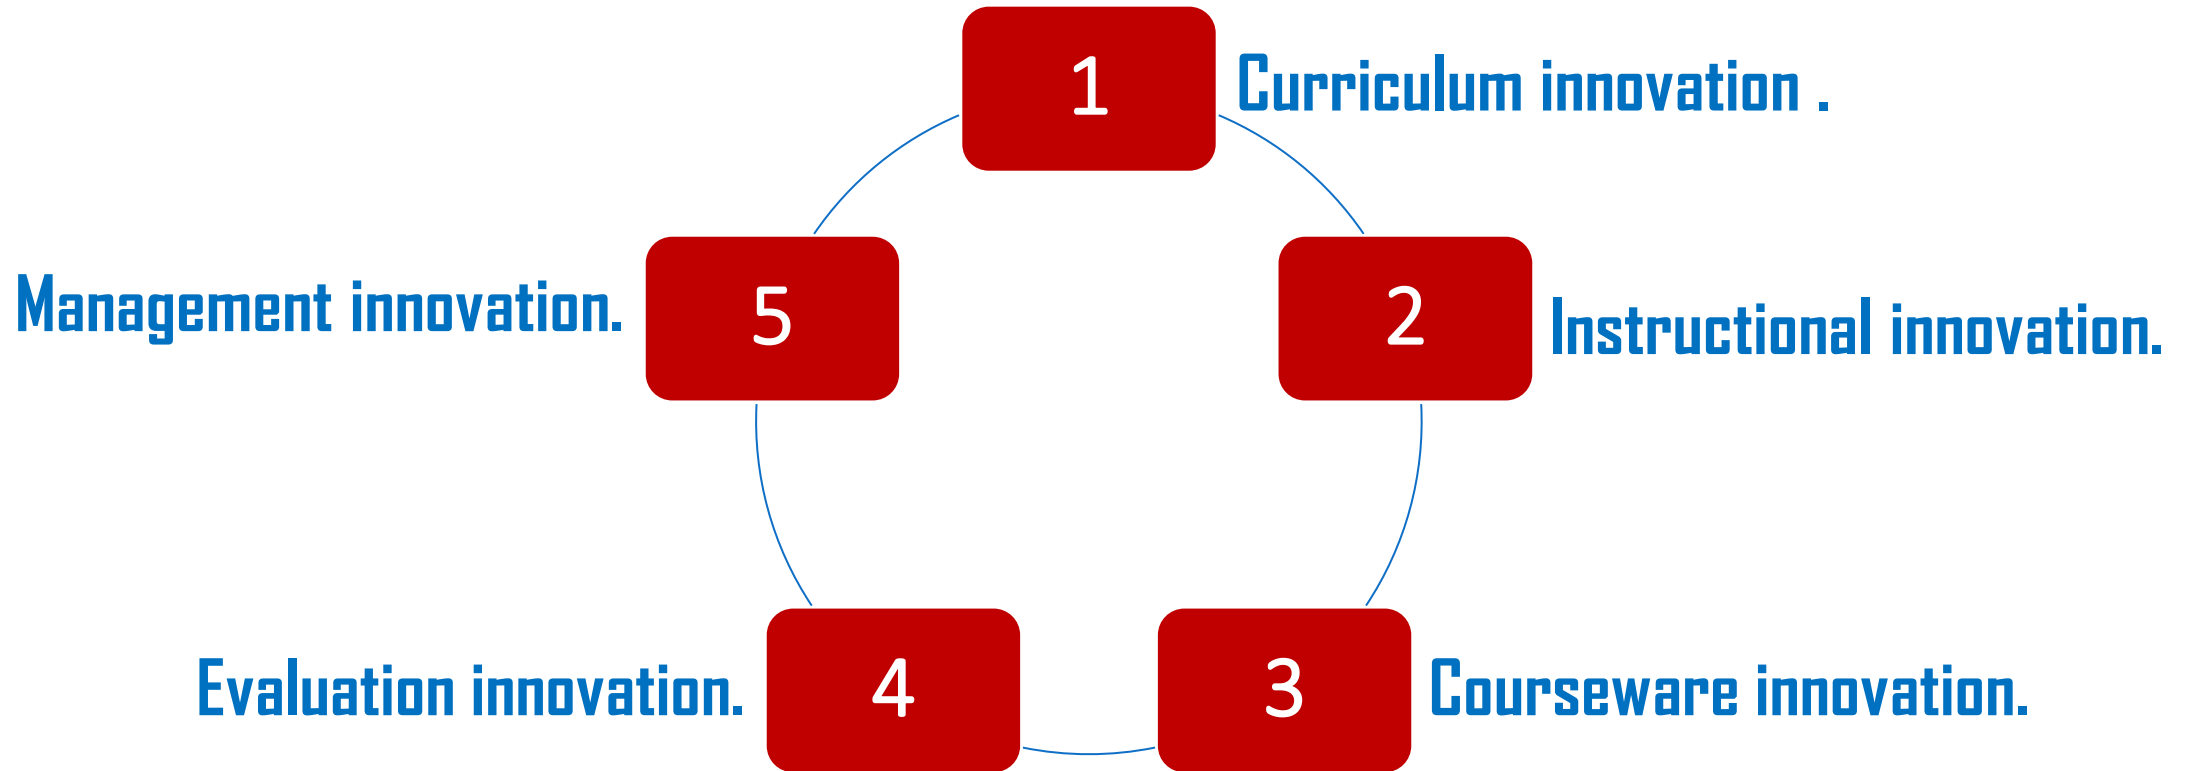 1
Curriculum innovation .
2
Instructional innovation.
3
Courseware innovation.
4
Evaluation innovation.
5
Management innovation.